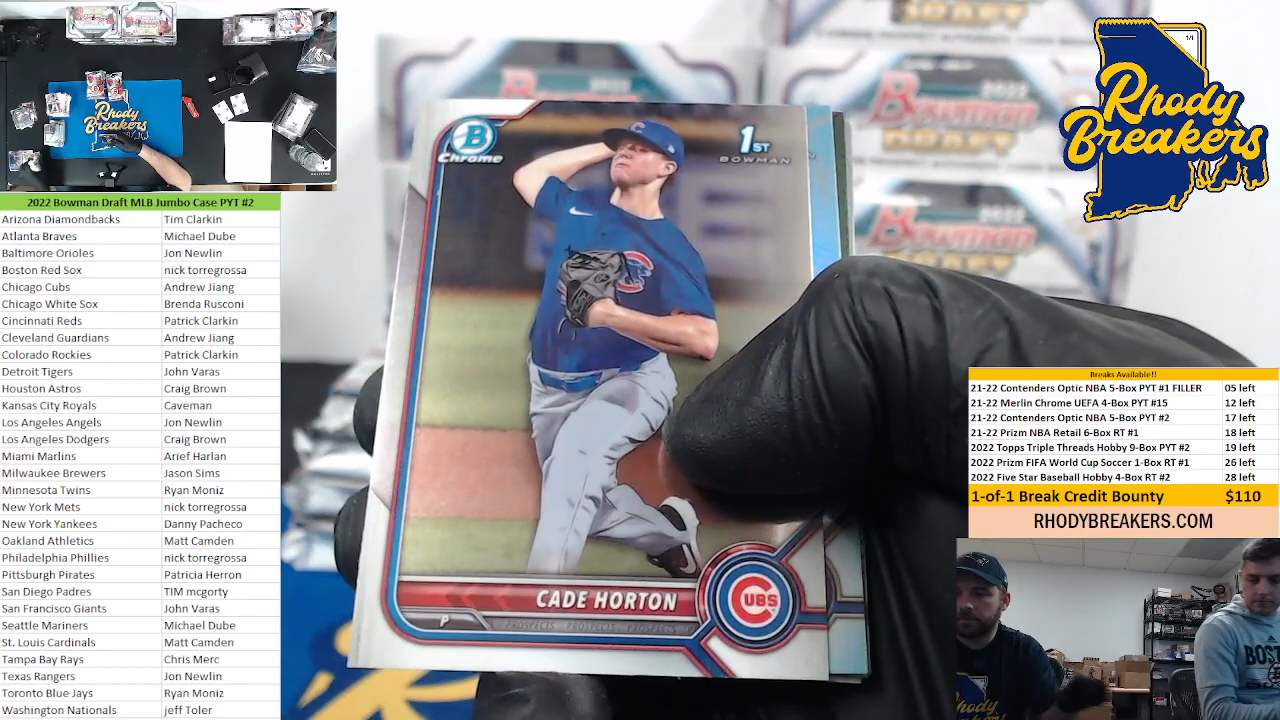 2022 Bowman Draft MLB Jumbo Case PYT #2
Arizona Diamondbacks Tim Clarkin
Atlanta Braves Michael Dube
Baltimore Orioles Jon Newlin
Boston Red Sox nick torregrossa
Chicago Cubs Andrew Jiang
Chicago White Sox Brenda Rusconi
Cincinnati Reds Patrick Clarkin
Cleveland Guardians Andrew Jiang
Colorado Rockies Patrick Clarkin
Detroit Tigers John Varas
Houston Astros Craig Brown
Kansas City Royals Caveman
Los Angeles Angels Jon Newlin
Los Angeles Dodgers Craig Brown
Miami Marlins Arief Harlan
Milwaukee Brewers Jason Sims
Minnesota Twins Ryan Moniz
New York Mets nick torregrossa
New York Yankees Danny Pacheco
Oakland Athletics Matt Camden
Philadelphia Phillies nick torregrossa
Pittsburgh Pirates Patricia Herron
San Diego Padres TIM mcgorty
San Francisco Giants John Varas
Seattle Mariners Michael Dube
St. Louis Cardinals Matt Camden
Tampa Bay Rays Chris Merc
Texas Rangers Jon Newlin
Toronto Blue Jays Ryan Moniz
Washington Nationals jeff Toler
Rhody
Breakers
B
Chrome
1ST
BOWMAN
C
CADE HORTON
P
PROSPECTS PROSPECTS PROSPECTS
CUBS
2022
Bowman
DRAFT
2022
Bowman
1/1
Rhody
Breakers
Breaks Available!!
21-22 Contenders Optic NBA 5-Box PYT #1 FILLER 05 left
21-22 Merlin Chrome UEFA 4-Box PYT #15 12 left
21-22 Contenders Optic NBA 5-Box PYT #2 17 left
21-22 Prizm NBA Retail 6-Box RT #1 18 left
2022 Topps Triple Threads Hobby 9-Box PYT #2 19 left
2022 Prizm FIFA World Cup Soccer 1-Box RT #1 26 left
2022 Five Star Baseball Hobby 4-Box RT #2 28 left
1-of-1 Break Credit Bounty $110
RHODYBREAKERS.COM
Rhody
Breakers
BOST